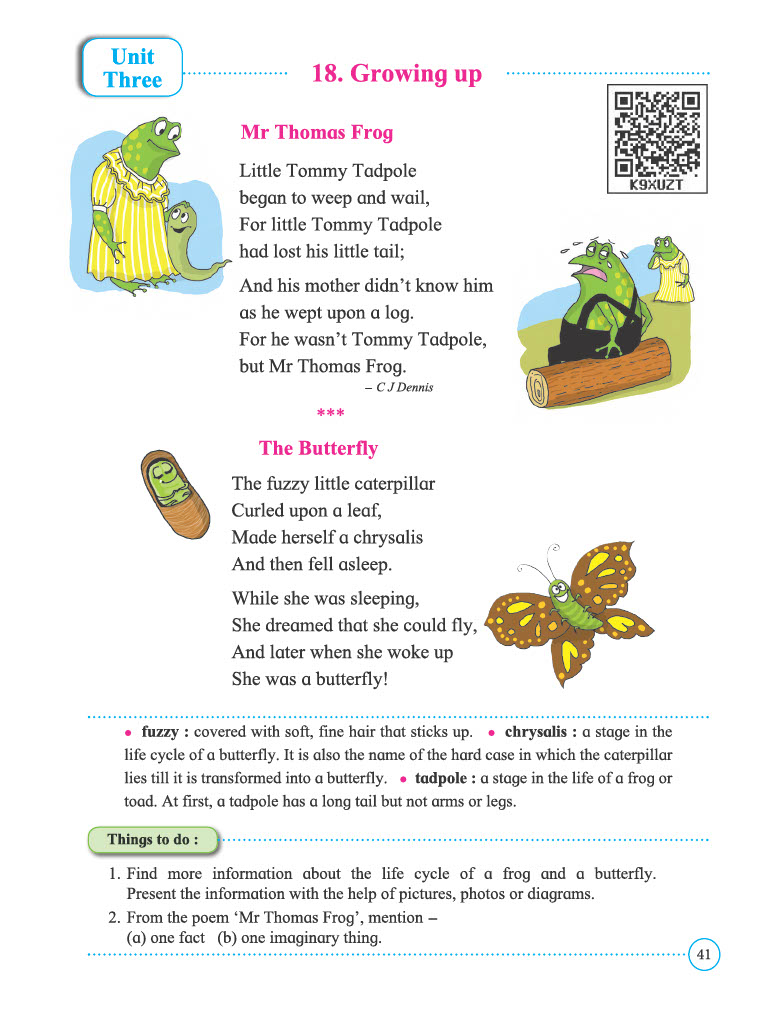 Unit
Three
18. Growing up
K9XUZT
Mr Thomas Frog
Little Tommy Tadpole
began to weep and wail,
For little Tommy Tadpole
had lost his little tail;
And his mother didn't know him
as he wept upon a log.
For he wasn't Tommy Tadpole,
but Mr Thomas Frog.
– C J Dennis
***
The Butterfly
The fuzzy little caterpillar
Curled upon a leaf,
Made herself a chrysalis
And then fell asleep.
While she was sleeping,
She dreamed that she could fly,
And later when she woke up
She was a butterfly!
• fuzzy : covered with soft, fine hair that sticks up. • chrysalis : a stage in the
life cycle of a butterfly. It is also the name of the hard case in which the caterpillar
lies till it is transformed into a butterfly. • tadpole : a stage in the life of a frog or
toad. At first, a tadpole has a long tail but not arms or legs.
Things to do :
1. Find more information about the life cycle of a frog and a butterfly.
Present the information with the help of pictures, photos or diagrams.
2. From the poem 'Mr Thomas Frog', mention –
(a) one fact (b) one imaginary thing.
41